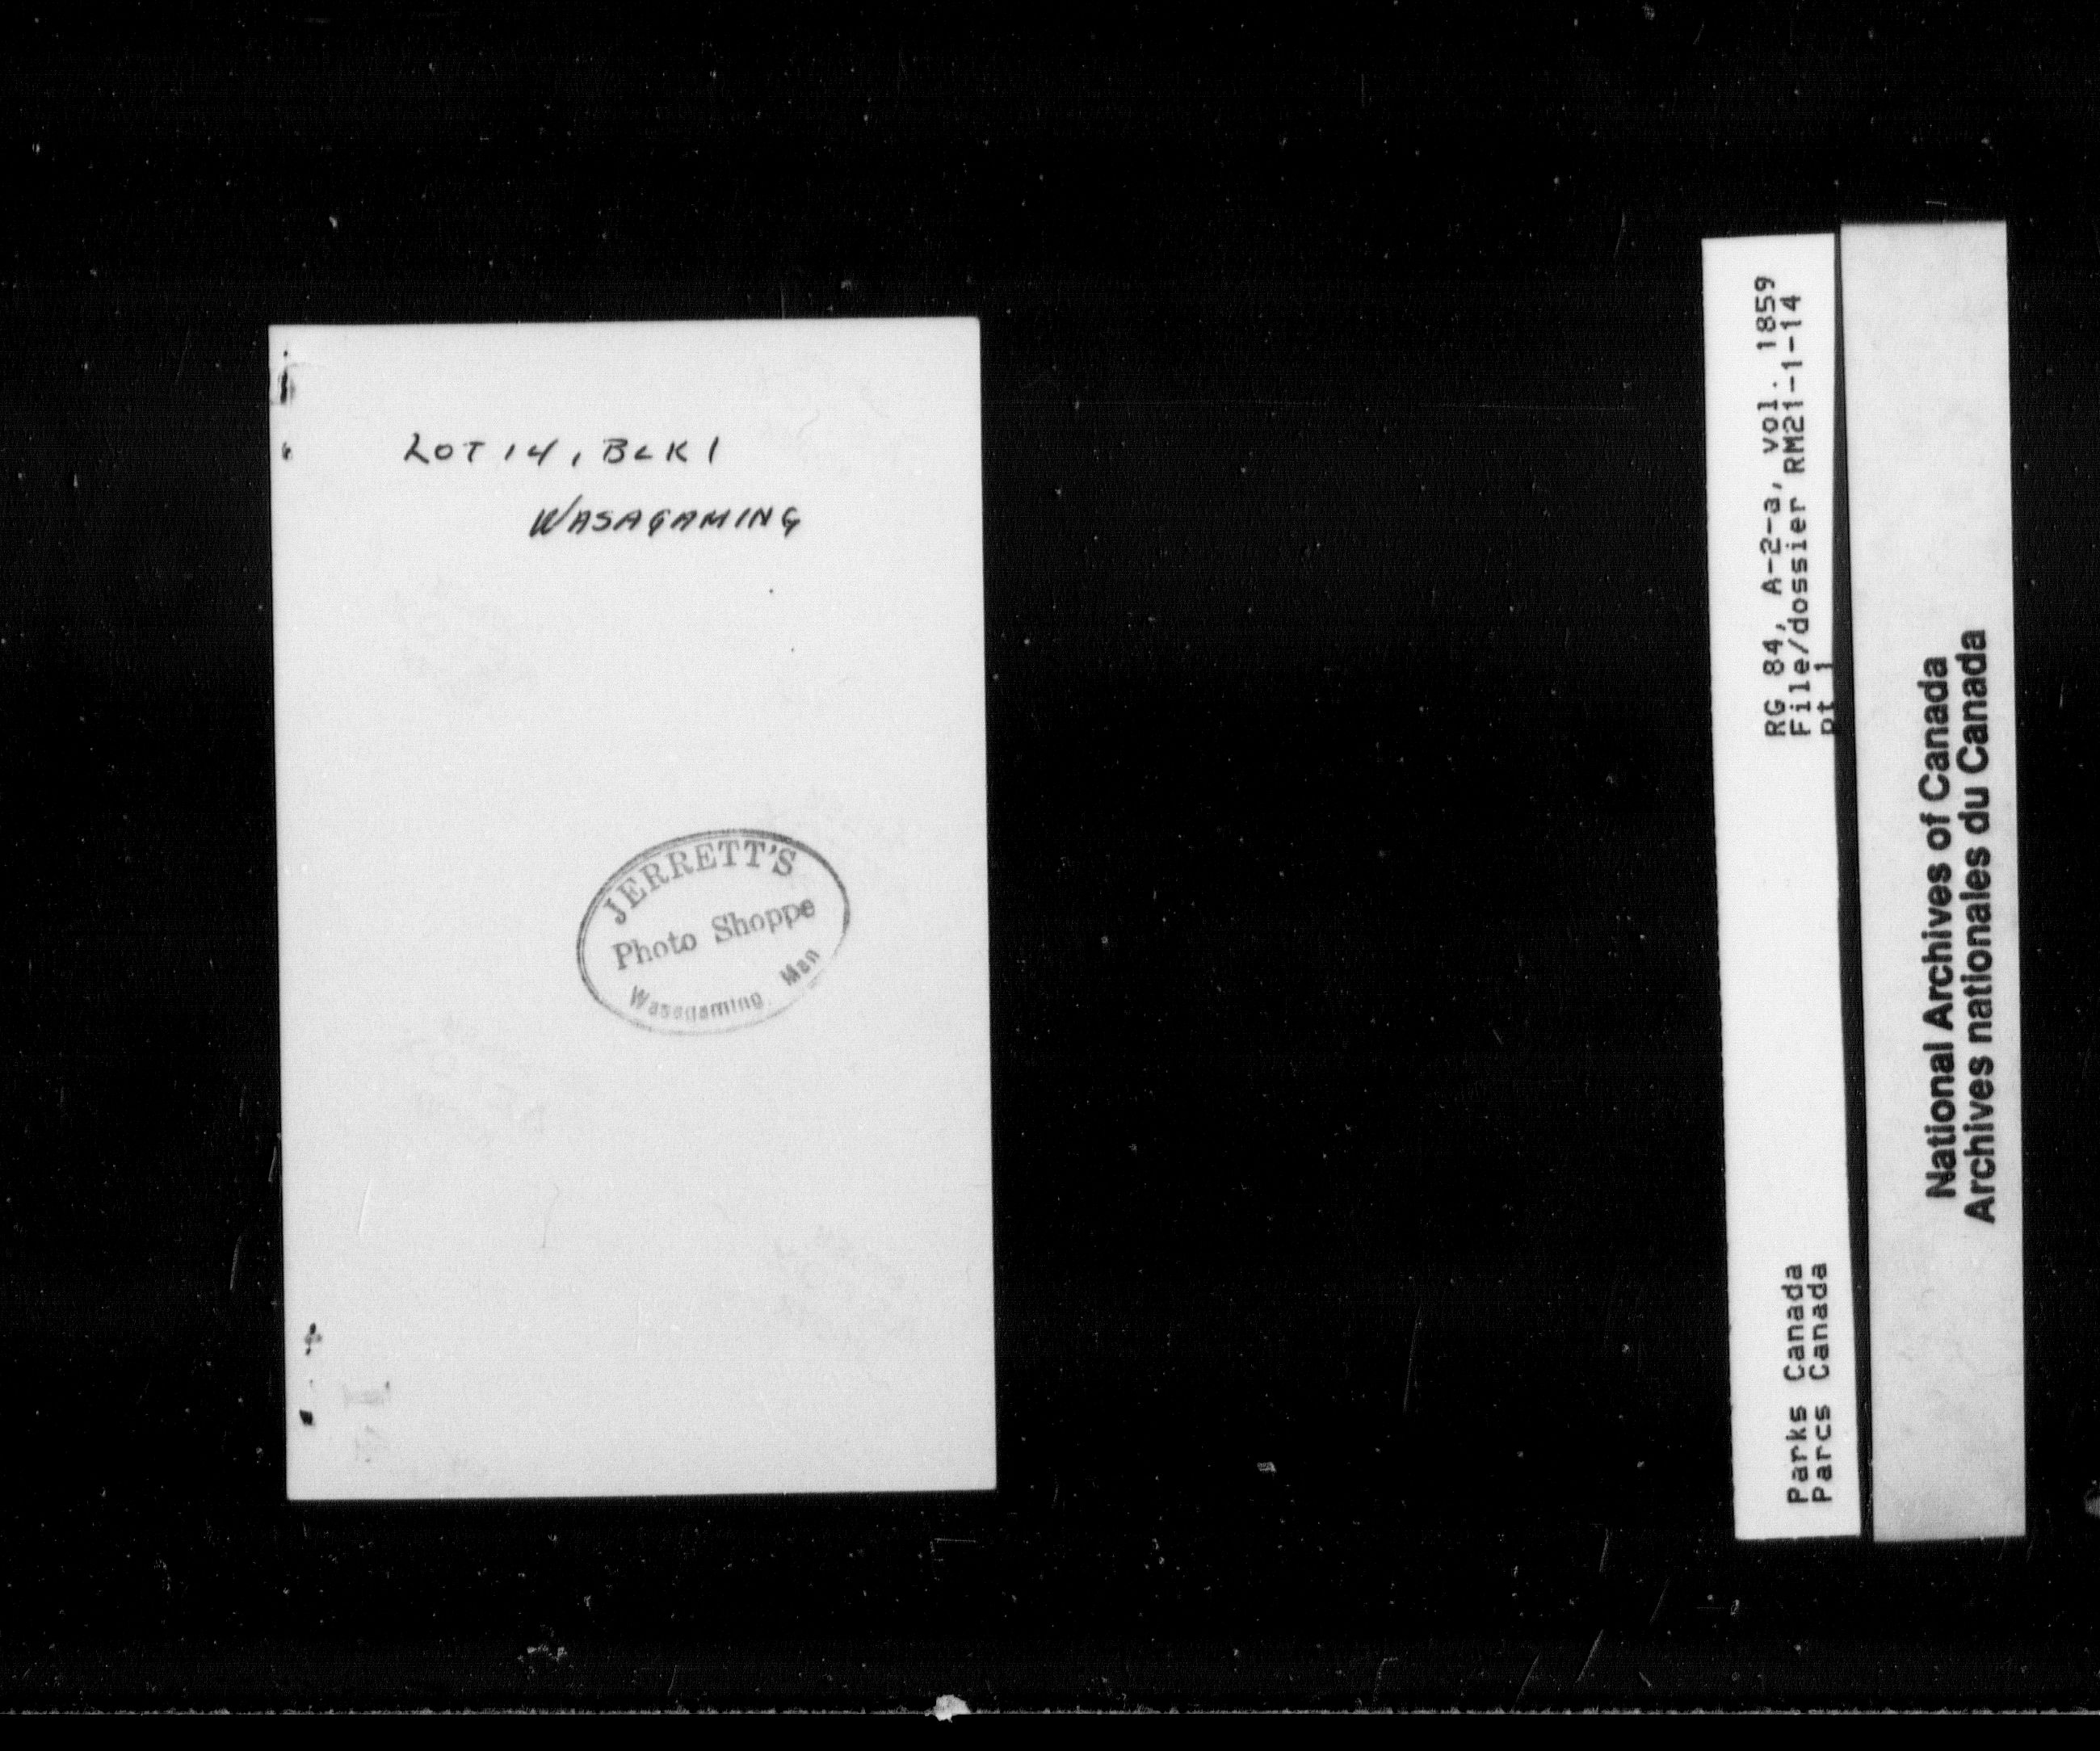 LOT 14, BLK 1
WASAGAMING
JERRETT'S
Photo Shoppe
Wasagaming Man
RG 84, A-2-a, vol. 1859
File/dossier RM21-1-14
pt 1
Parks Canada
Parcs Canada
National Archives of Canada
Archives nationales du Canada